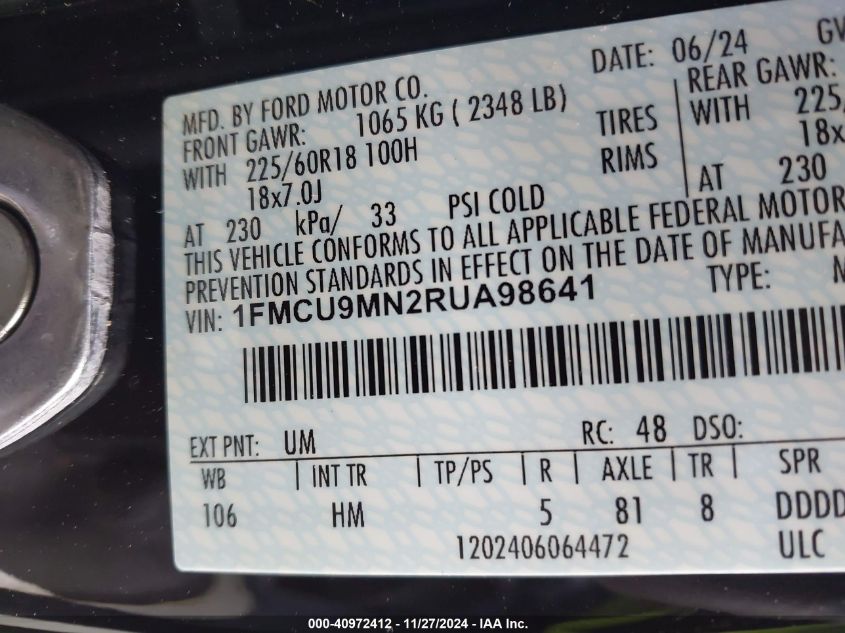 DATE: 06/24 GV
MFD. BY FORD MOTOR CO.
FRONT GAWR: 1065 KG ( 2348 LB)
REAR GAWR:
WITH 225/60R18 100H TIRES
WITH 225/
18x7.0J RIMS
18x
AT 230 kPa/ 33 PSI COLD
AT 230
THIS VEHICLE CONFORMS TO ALL APPLICABLE FEDERAL MOTOR
PREVENTION STANDARDS IN EFFECT ON THE DATE OF MANUFA
VIN: 1FMCU9MN2RUA98641 TYPE: M
EXT PNT: UM RC: 48 DSO:
WB INT TR TP/PS R AXLE TR SPR
106 HM 5 81 8 DDDD
1202406064472 ULC
000-40972412 - 11/27/2024 - IAA Inc.